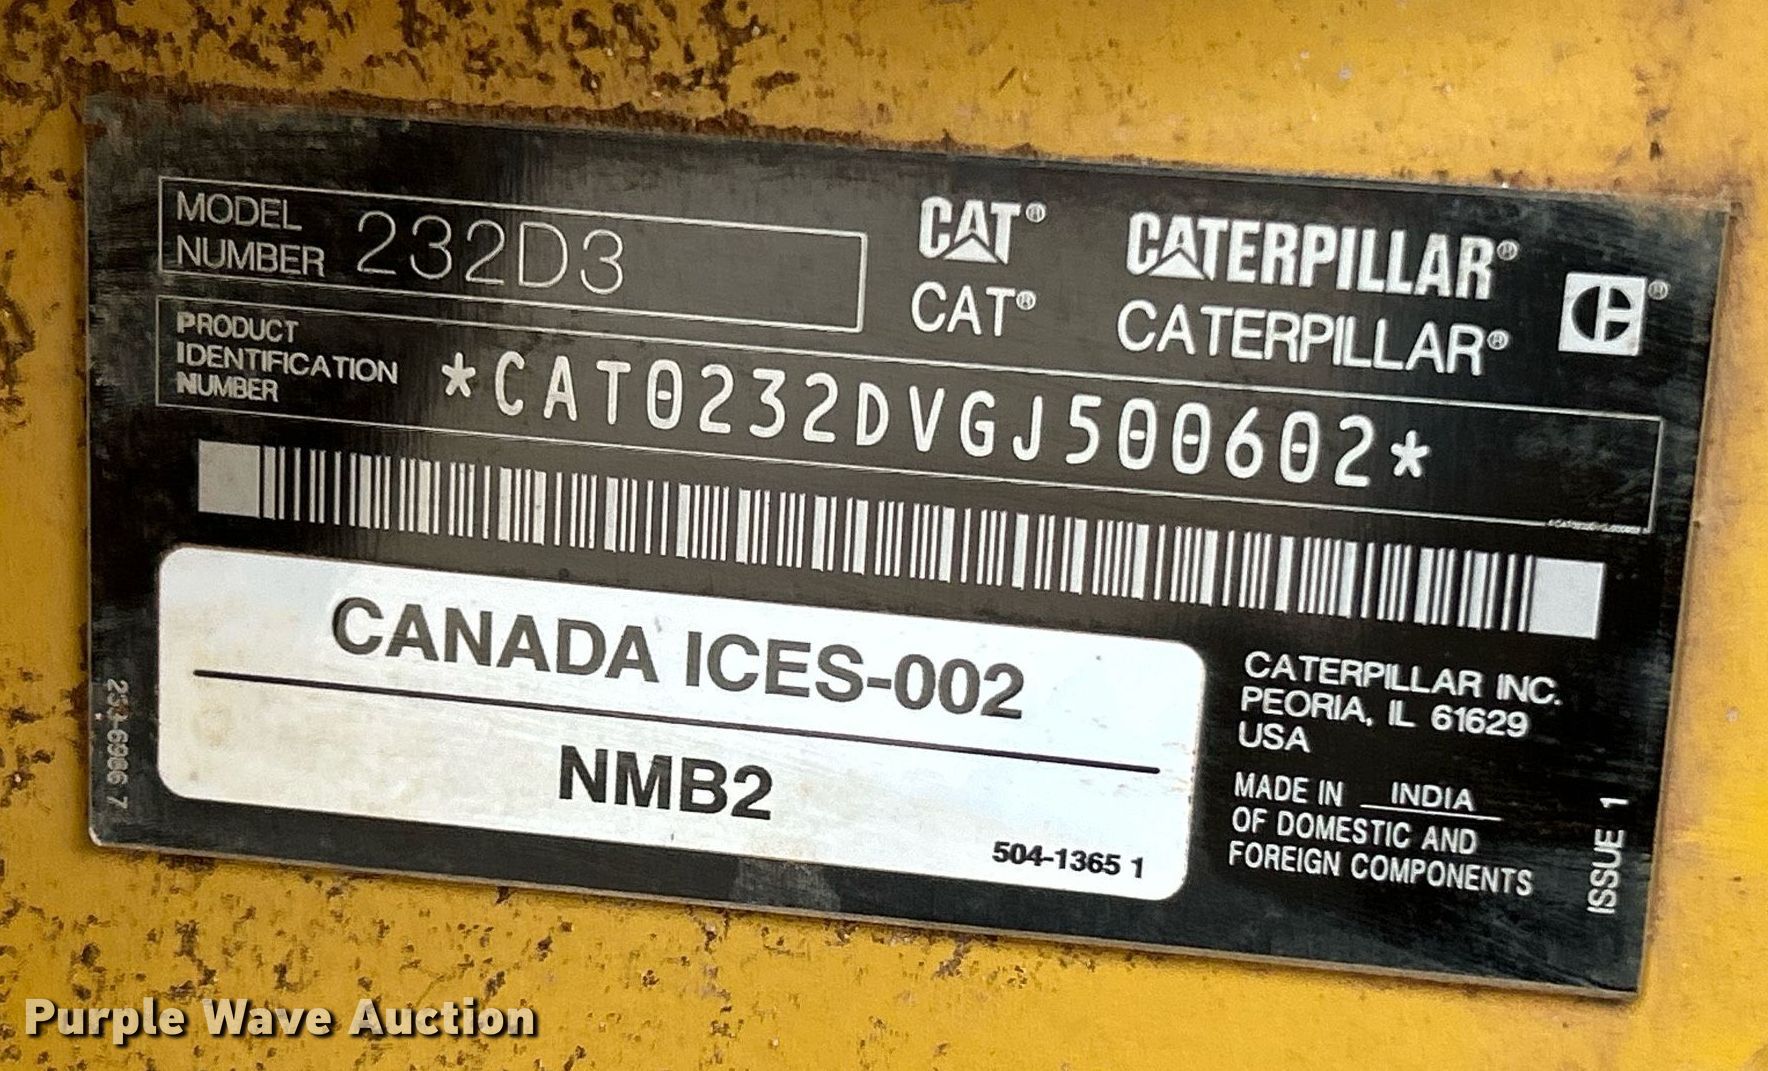 MODEL NUMBER 232D3
CAT® CATERPILLAR®
CAT® CATERPILLAR®
PRODUCT IDENTIFICATION NUMBER *CAT0232DVGJ500602*
CANADA ICES-002
NMB2
504-1365 1
CATERPILLAR INC.
PEORIA, IL 61629
USA
MADE IN INDIA
OF DOMESTIC AND
FOREIGN COMPONENTS
ISSUE 1
Purple Wave Auction